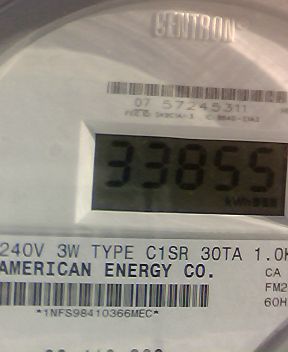 CENTRON®
07 57245311
33855
kWh
240V 3W TYPE C1SR 30TA 1.0K
AMERICAN ENERGY CO.
CA
FM2
60H
*1NFS98410366MEC*